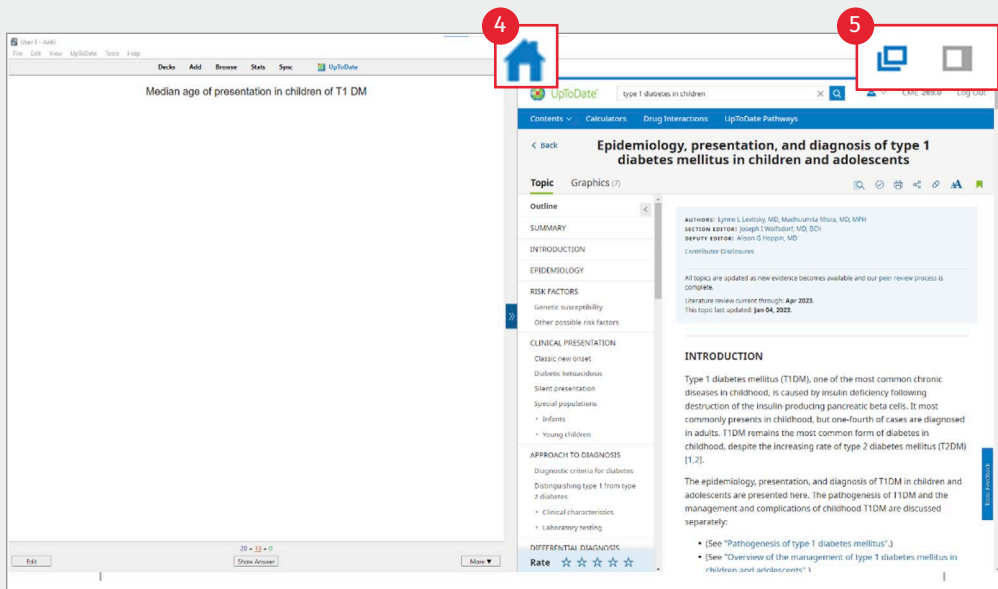 4
5
User 1 - Anki
File Edit View UpToDate Tools Help
Decks Add Browse Stats Sync UpToDate
Median age of presentation in children of T1 DM
UpToDate
type 1 diabetes in children
CME 269.0 Log Out
Contents Calculators Drug Interactions UpToDate Pathways
Back
Epidemiology, presentation, and diagnosis of type 1
diabetes mellitus in children and adolescents
Topic Graphics (7)
AA
Outline
SUMMARY
INTRODUCTION
EPIDEMIOLOGY
RISK FACTORS
Genetic susceptibility
Other possible risk factors
CLINICAL PRESENTATION
Classic new onset
Diabetic ketoacidosis
Silent presentation
Special populations
• Infants
• Young children
APPROACH TO DIAGNOSIS
Diagnostic criteria for diabetes
Distinguishing type 1 from type
2 diabetes
• Clinical characteristics
• Laboratory testing
DIFFERENTIAL DIAGNOSIS
Rate
AUTHORS: Lynne L Levitsky, MD, Madhusmita Misra, MD, MPH
SECTION EDITOR: Joseph I Wolfsdorf, MD, BCh
DEPUTY EDITOR: Alison G Hoppin, MD
Contributor Disclosures
All topics are updated as new evidence becomes available and our peer review process is
complete.
Literature review current through: Apr 2023.
This topic last updated: Jan 04, 2023.
INTRODUCTION
Type 1 diabetes mellitus (T1DM), one of the most common chronic
diseases in childhood, is caused by insulin deficiency following
destruction of the insulin-producing pancreatic beta cells. It most
commonly presents in childhood, but one-fourth of cases are diagnosed
in adults. T1DM remains the most common form of diabetes in
childhood, despite the increasing rate of type 2 diabetes mellitus (T2DM)
[1,2].
The epidemiology, presentation, and diagnosis of T1DM in children and
adolescents are presented here. The pathogenesis of T1DM and the
management and complications of childhood T1DM are discussed
separately:
• (See "Pathogenesis of type 1 diabetes mellitus".)
• (See "Overview of the management of type 1 diabetes mellitus in
children and adolescents".)
Topic Feedback
20 + 10 + 0
Edit Show Answer More ▼